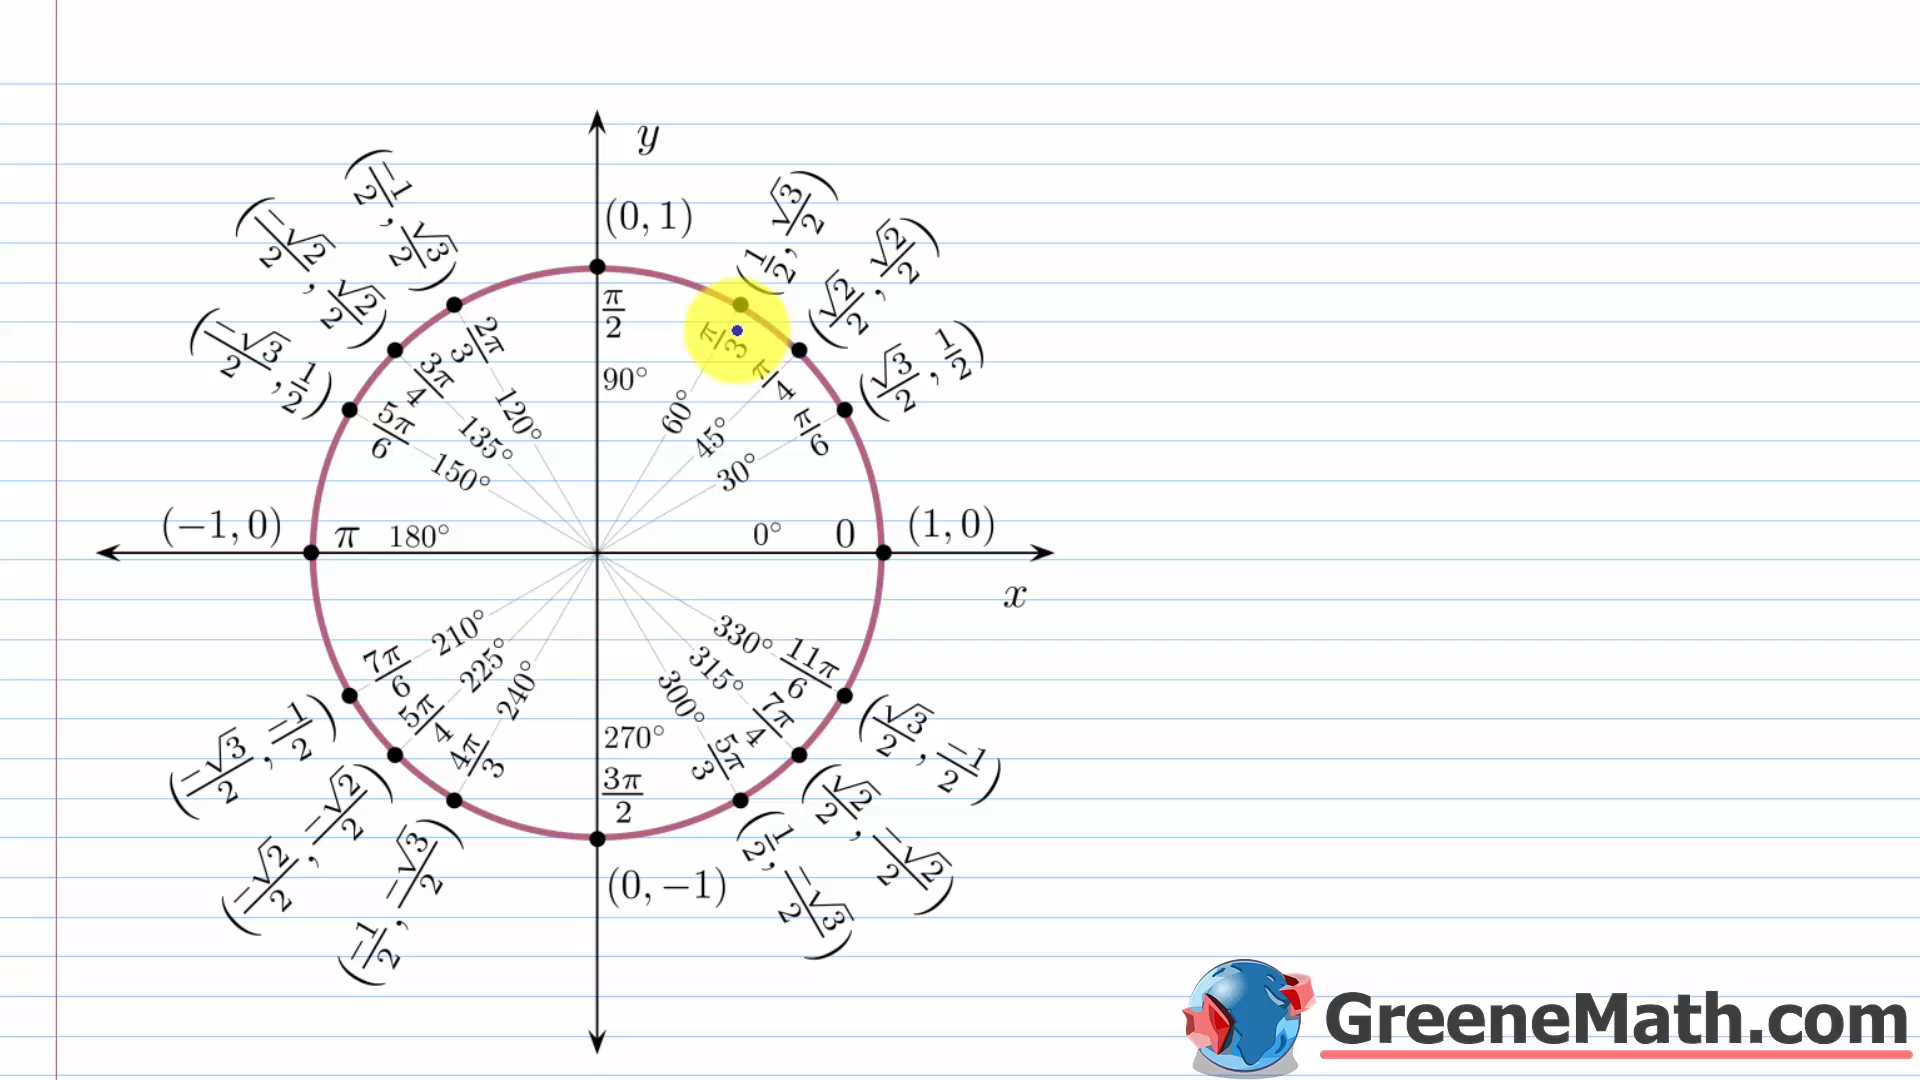 y
(0, 1)
(1/2, √3/2)
(√2/2, √2/2)
(√3/2, 1/2)
(−1/2, √3/2)
(−√2/2, √2/2)
(−√3/2, 1/2)
π/2
90°
π/3
60°
π/4
45°
π/6
30°
2π/3
120°
3π/4
135°
5π/6
150°
(−1, 0)
π 180°
0° 0
(1, 0)
x
7π/6
210°
5π/4
225°
4π/3
240°
270°
3π/2
300°
5π/3
315°
7π/4
330°
11π/6
(−√3/2, −1/2)
(−√2/2, −√2/2)
(−1/2, −√3/2)
(0, −1)
(1/2, −√3/2)
(√2/2, −√2/2)
(√3/2, −1/2)
GreeneMath.com